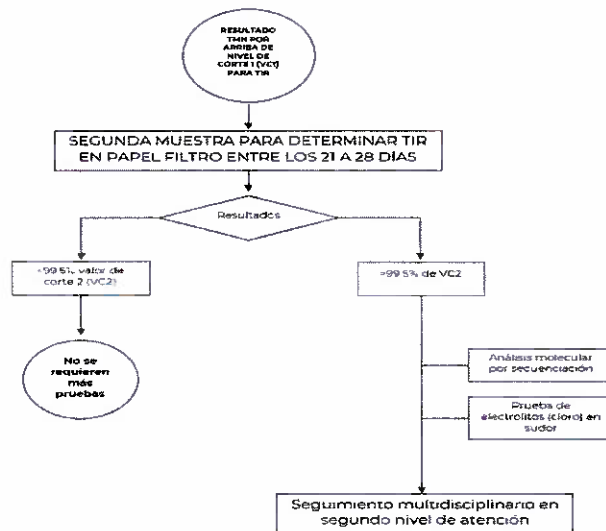 RESULTADO
TMN POR
ARRIBA DE
NIVEL DE
CORTE 1 (VC1)
PARA TIR
SEGUNDA MUESTRA PARA DETERMINAR TIR
EN PAPEL FILTRO ENTRE LOS 21 A 28 DÍAS
Resultados
99.5% valor de
corte 2 (VC2)
99.5% de VC2
No se
requieren
más
pruebas
Análisis molecular
por secuenciación
Prueba de
electrolitos (cloro) en
sudor
Seguimiento multidisciplinario en
segundo nivel de atención